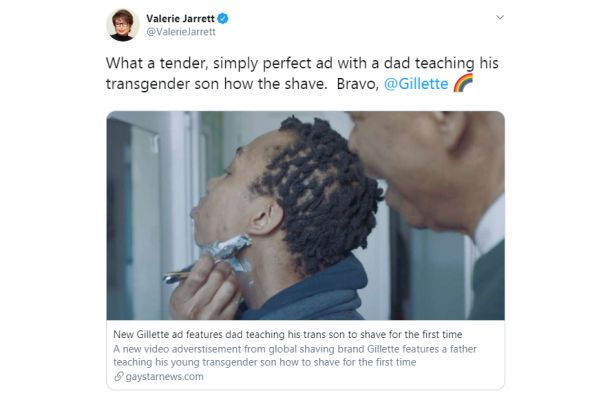 Valerie Jarrett
@ValerieJarrett
What a tender, simply perfect ad with a dad teaching his
transgender son how the shave. Bravo, @Gillette 🌈
New Gillette ad features dad teaching his trans son to shave for the first time
A new video adverstisement from global shaving brand Gillette features a father
teaching his young transgender son how to shave for the first time
gaystarnews.com